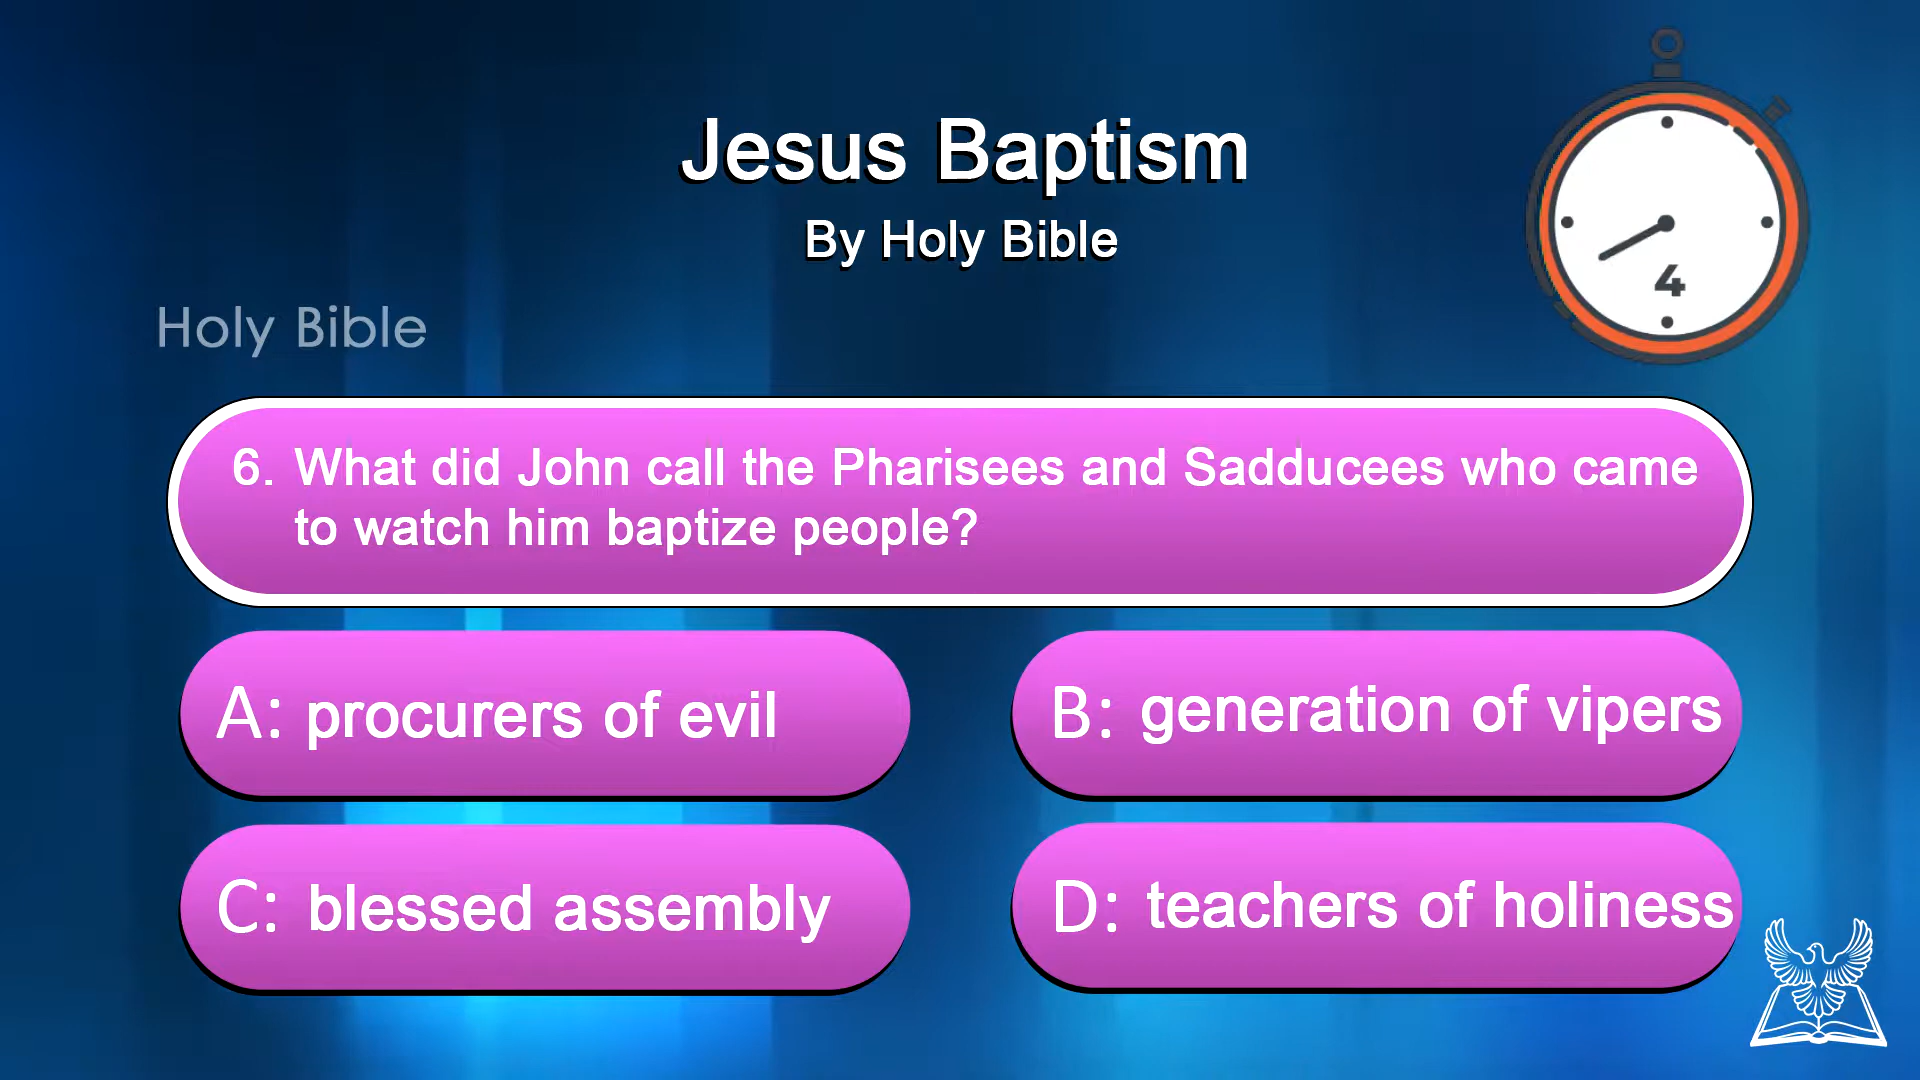 Jesus Baptism
By Holy Bible
4
Holy Bible
6. What did John call the Pharisees and Sadducees who came
to watch him baptize people?
A: procurers of evil
B: generation of vipers
C: blessed assembly
D: teachers of holiness